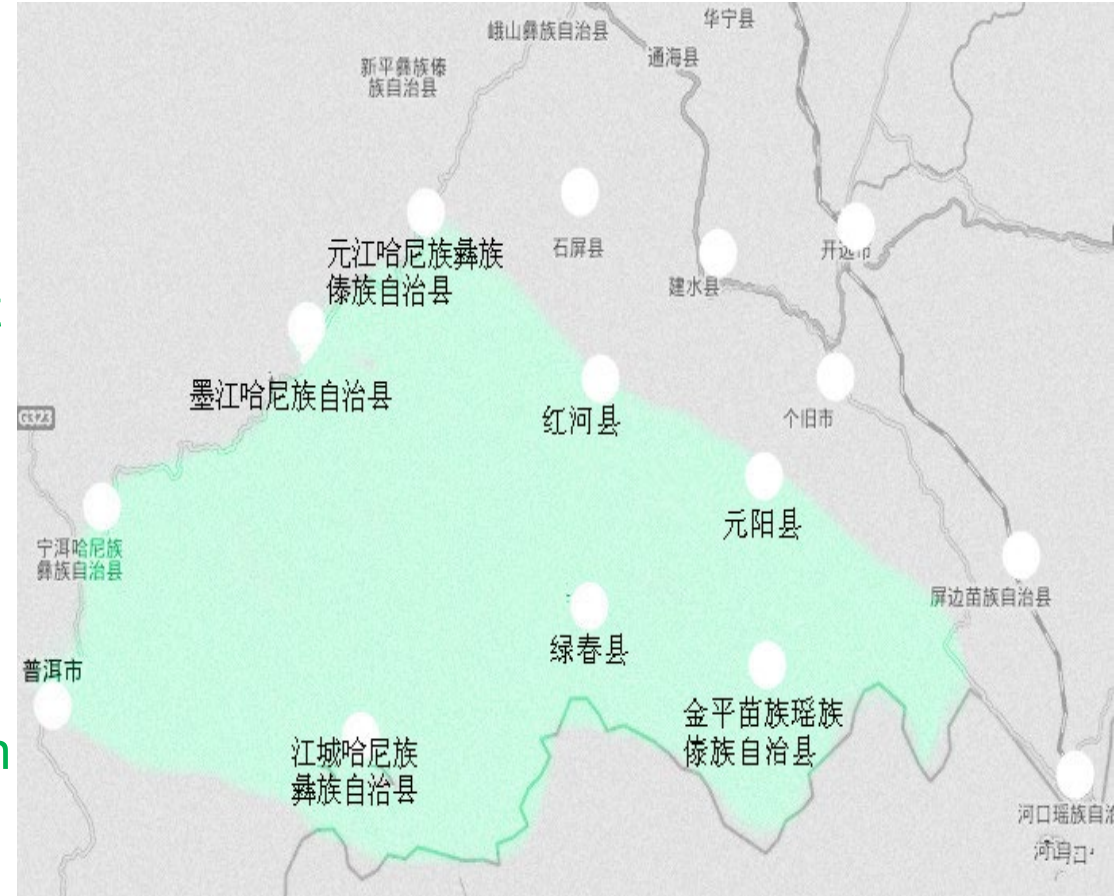 峨山彝族自治县
华宁县
通海县
新平彝族傣
族自治县
石屏县
开远市
建水县
元江哈尼族彝族
傣族自治县
墨江哈尼族自治县
G323
红河县
个旧市
元阳县
宁洱哈尼族
彝族自治县
屏边苗族自治县
绿春县
普洱市
金平苗族瑶族
傣族自治县
江城哈尼族
彝族自治县
河口瑶族自治